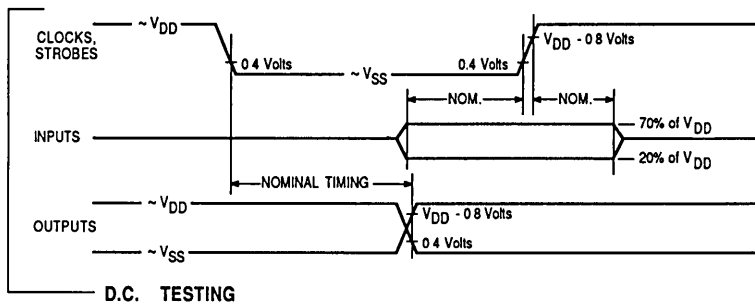 ~ VDD
CLOCKS,
STROBES
VDD - 0 8 Volts
0 4 Volts
~ VSS
0 4 Volts
NOM.
NOM.
70% of VDD
INPUTS
20% of VDD
NOMINAL TIMING
~ VDD
VDD - 0 8 Volts
OUTPUTS
0 4 Volts
~ VSS
D.C. TESTING